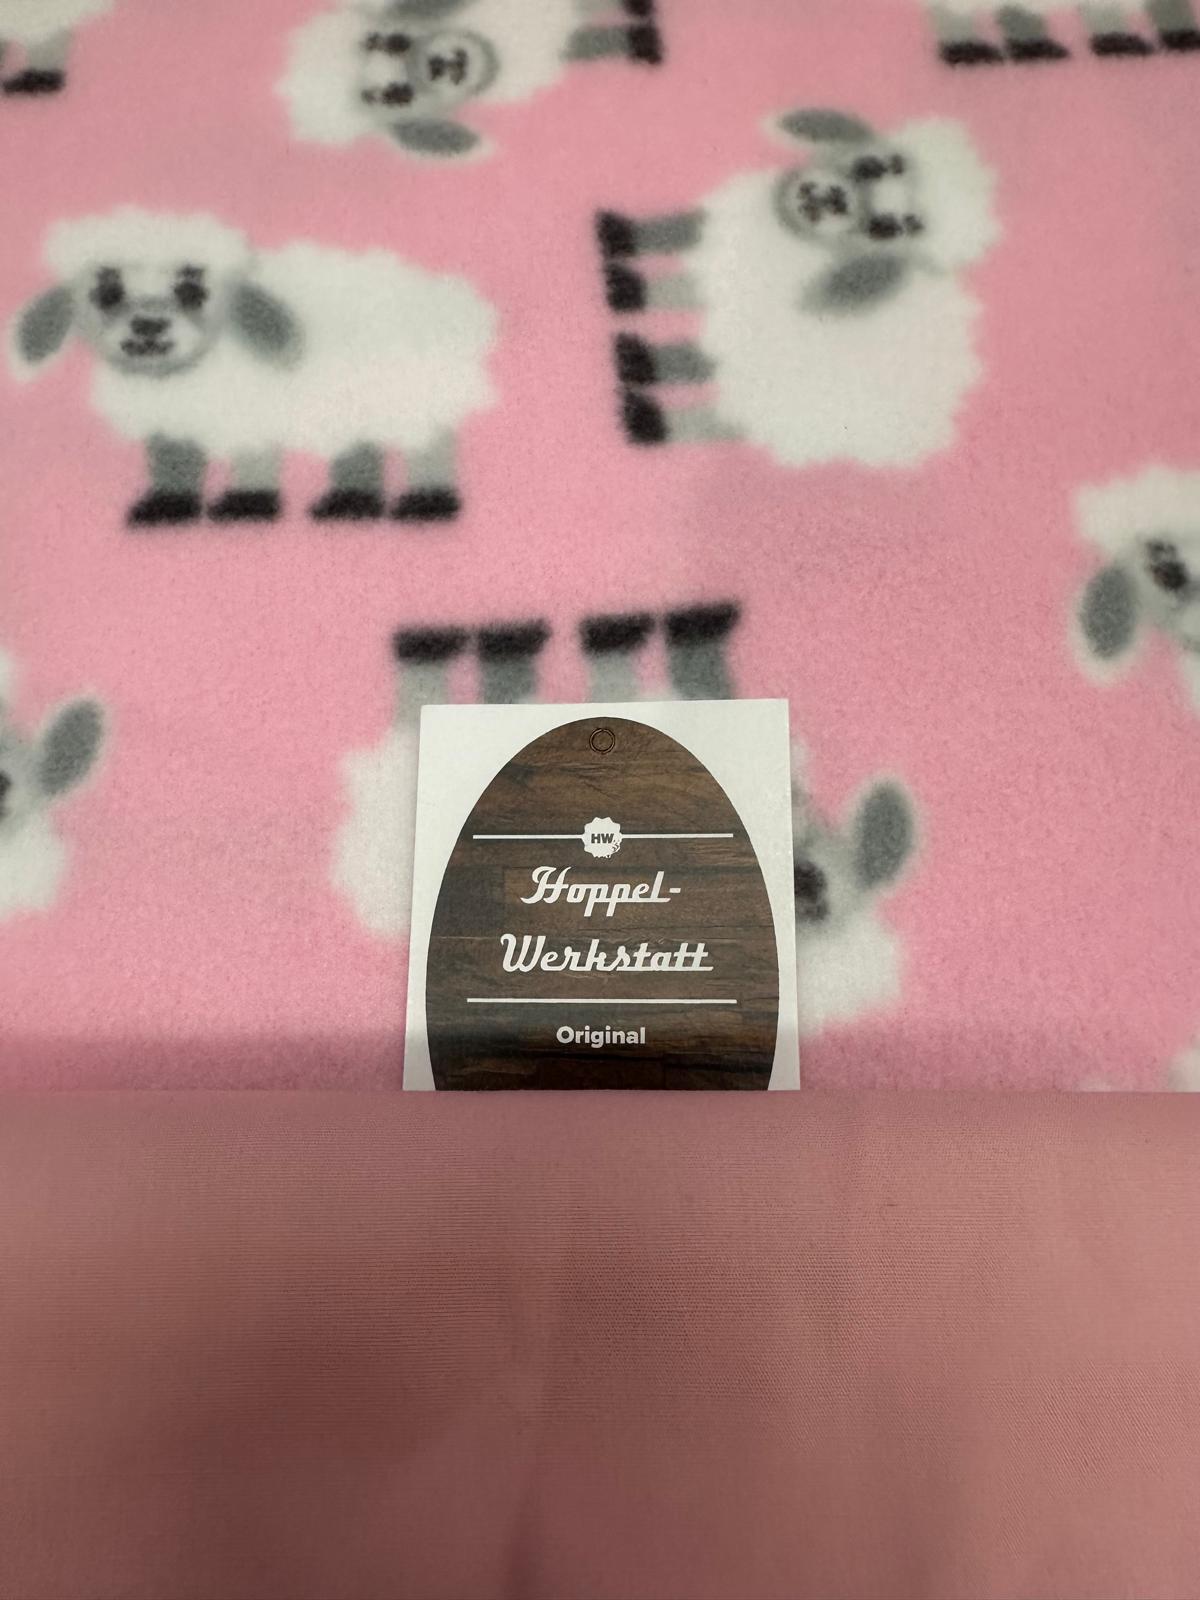 HW
Hoppel-
Werkstatt
Original